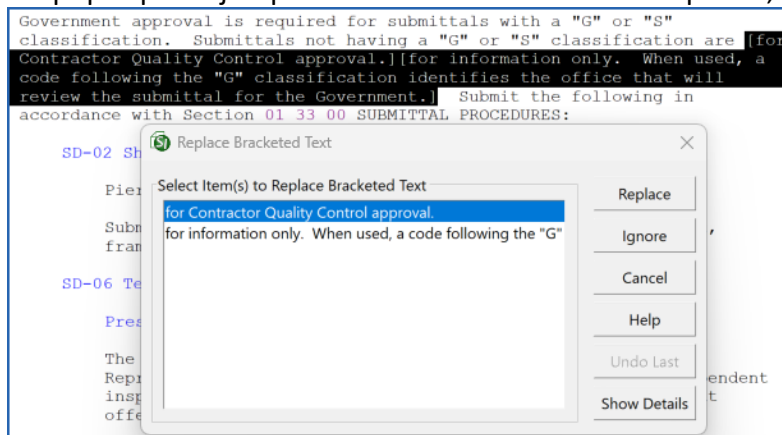 Government approval is required for submittals with a "G" or "S"
classification.  Submittals not having a "G" or "S" classification are [for
Contractor Quality Control approval.][for information only.  When used, a
code following the "G" classification identifies the office that will
review the submittal for the Government.]  Submit the following in
accordance with Section 01 33 00 SUBMITTAL PROCEDURES:
Replace Bracketed Text
SD-02 Sh
Select Item(s) to Replace Bracketed Text
Pier
for Contractor Quality Control approval.
Replace
for information only.  When used, a code following the "G"
Subm
Ignore
fram
SD-06 Te
Cancel
Pres
Help
The
Undo Last
Repr
endent
insp
t
Show Details
offe